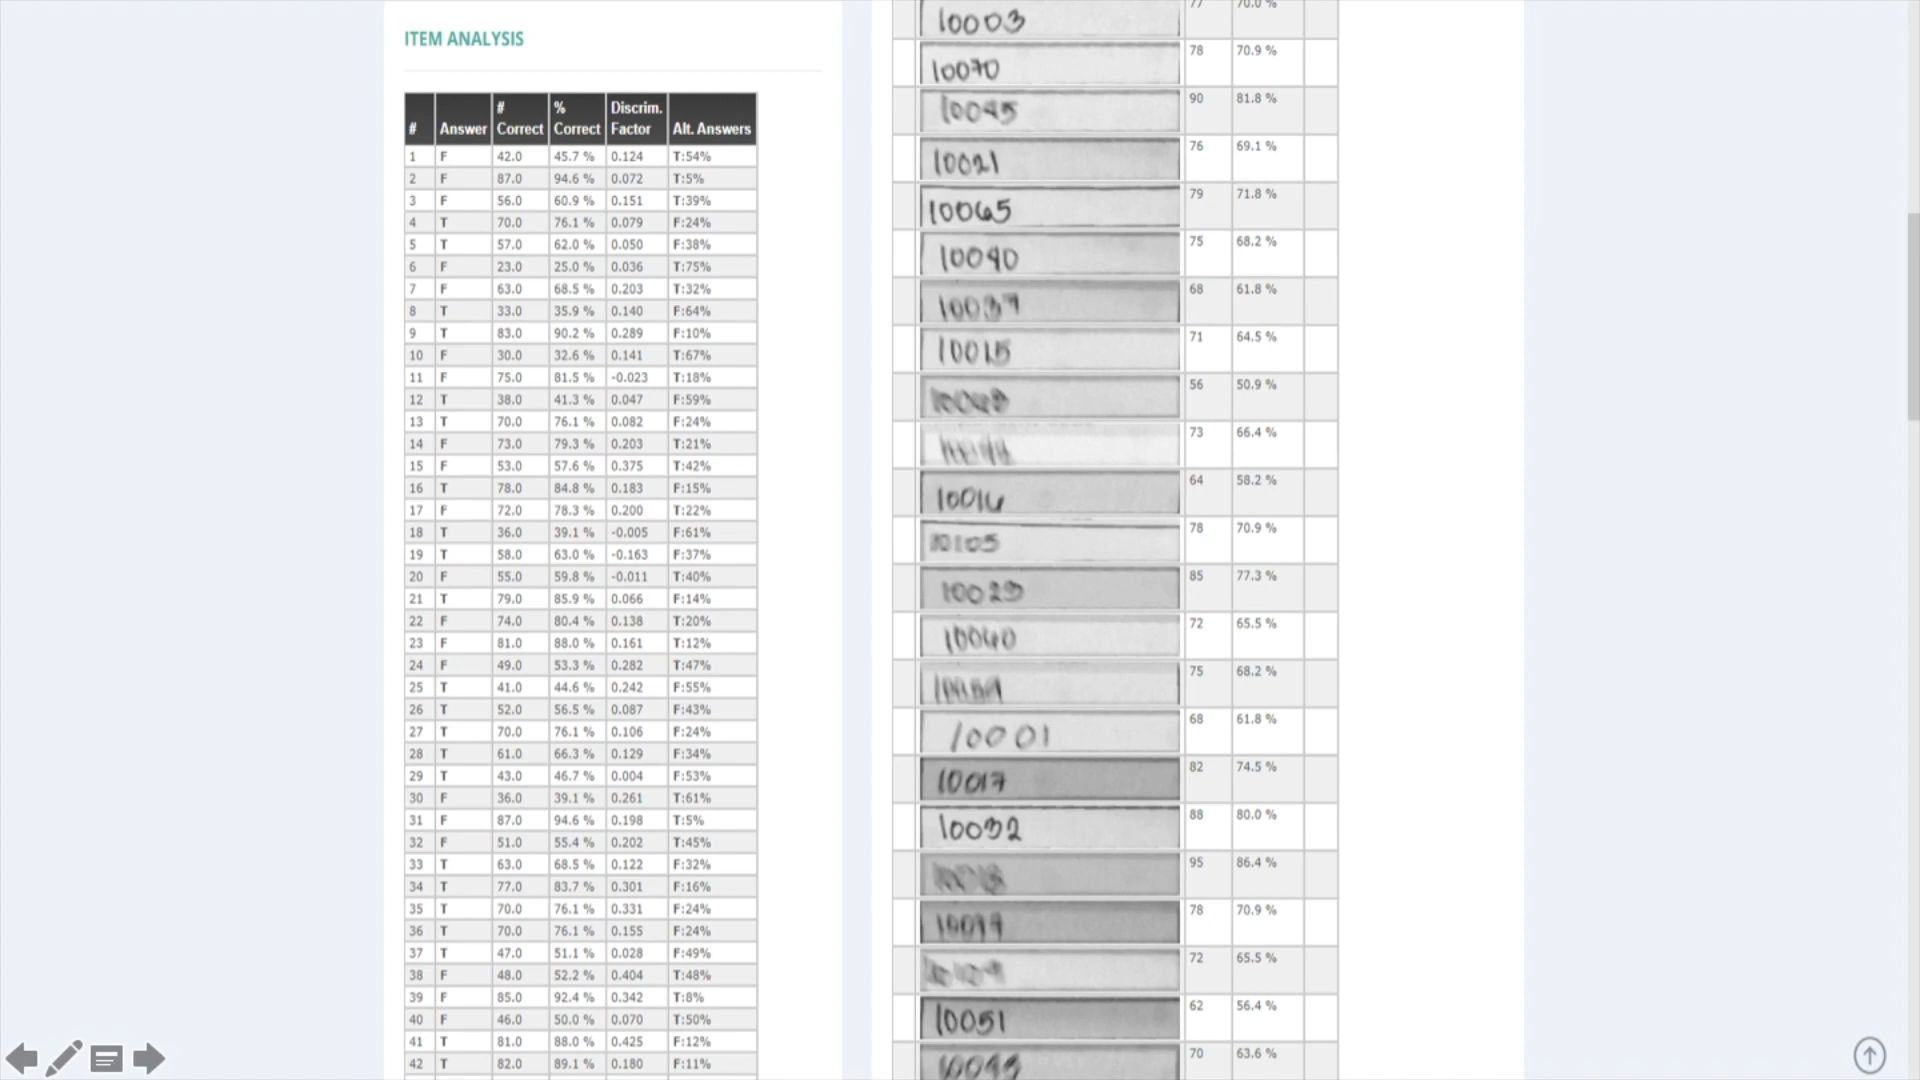 ITEM ANALYSIS
# Answer # Correct % Correct Discrim. Factor Alt. Answers
1 F 42.0 45.7 % 0.124 T:54%
2 F 87.0 94.6 % 0.072 T:5%
3 F 56.0 60.9 % 0.151 T:39%
4 T 70.0 76.1 % 0.079 F:24%
5 T 57.0 62.0 % 0.050 F:38%
6 F 23.0 25.0 % 0.036 T:75%
7 F 63.0 68.5 % 0.203 T:32%
8 T 33.0 35.9 % 0.140 F:64%
9 T 83.0 90.2 % 0.289 F:10%
10 F 30.0 32.6 % 0.141 T:67%
11 F 75.0 81.5 % -0.023 T:18%
12 T 38.0 41.3 % 0.047 F:59%
13 T 70.0 76.1 % 0.082 F:24%
14 F 73.0 79.3 % 0.203 T:21%
15 F 53.0 57.6 % 0.375 T:42%
16 T 78.0 84.8 % 0.183 F:15%
17 F 72.0 78.3 % 0.200 T:22%
18 T 36.0 39.1 % -0.005 F:61%
19 T 58.0 63.0 % -0.163 F:37%
20 F 55.0 59.8 % -0.011 T:40%
21 T 79.0 85.9 % 0.066 F:14%
22 F 74.0 80.4 % 0.138 T:20%
23 F 81.0 88.0 % 0.161 T:12%
24 F 49.0 53.3 % 0.282 T:47%
25 T 41.0 44.6 % 0.242 F:55%
26 T 52.0 56.5 % 0.087 F:43%
27 T 70.0 76.1 % 0.106 F:24%
28 T 61.0 66.3 % 0.129 F:34%
29 T 43.0 46.7 % 0.004 F:53%
30 F 36.0 39.1 % 0.261 T:61%
31 F 87.0 94.6 % 0.198 T:5%
32 F 51.0 55.4 % 0.202 T:45%
33 T 63.0 68.5 % 0.122 F:32%
34 T 77.0 83.7 % 0.301 F:16%
35 T 70.0 76.1 % 0.331 F:24%
36 T 70.0 76.1 % 0.155 F:24%
37 T 47.0 51.1 % 0.028 F:49%
38 F 48.0 52.2 % 0.404 T:48%
39 F 85.0 92.4 % 0.342 T:8%
40 F 46.0 50.0 % 0.070 T:50%
41 T 81.0 88.0 % 0.425 F:12%
42 T 82.0 89.1 % 0.180 F:11%
10003 77 70.0 %
10070 78 70.9 %
90 81.8 %
10021 76 69.1 %
10065 79 71.8 %
10090 75 68.2 %
10037 68 61.8 %
10015 71 64.5 %
56 50.9 %
73 66.4 %
10016 64 58.2 %
10105 78 70.9 %
10029 85 77.3 %
10060 72 65.5 %
75 68.2 %
10001 68 61.8 %
10017 82 74.5 %
10032 88 80.0 %
95 86.4 %
78 70.9 %
72 65.5 %
10051 62 56.4 %
70 63.6 %